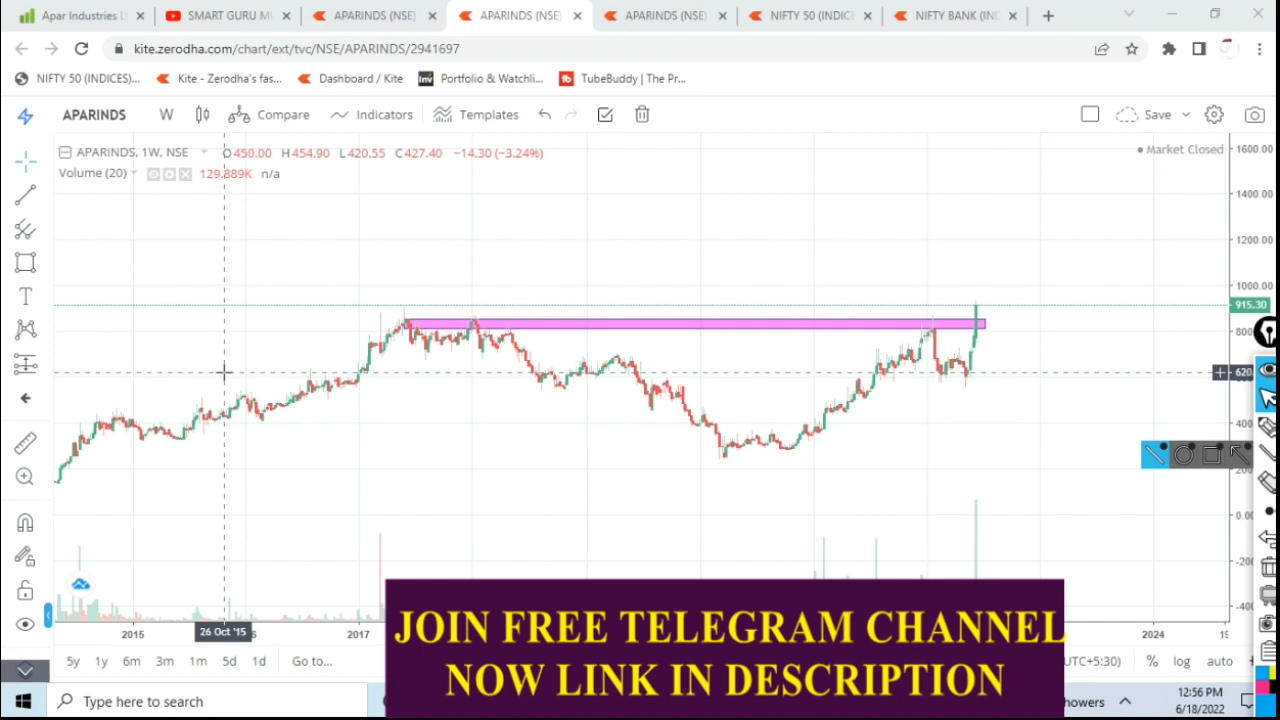 Apar Industries L
SMART GURU M
APARINDS (NSE)
APARINDS (NSE)
APARINDS (NSE)
NIFTY 50 (INDIC
NIFTY BANK (IN
kite.zerodha.com/chart/ext/tvc/NSE/APARINDS/2941697
NIFTY 50 (INDICES)...
Kite - Zerodha's fas...
Dashboard / Kite
Inv
Portfolio & Watchli...
tb
TubeBuddy | The Pr...
APARINDS
W
Compare
Indicators
Templates
Save
APARINDS, 1W, NSE
O450.00 H454.90 L420.55 C427.40 −14.30 (−3.24%)
Market Closed
Volume (20)
129.889K n/a
1600.00
1400.00
1200.00
1000.00
915.30
800
620
400
200
0.00
-200
-400
T
2015
26 Oct '15
6
2017
2024
5y 1y 6m 3m 1m 5d 1d Go to...
UTC+5:30)
% log auto
JOIN FREE TELEGRAM CHANNEL
NOW LINK IN DESCRIPTION
Type here to search
howers
12:56 PM
6/18/2022